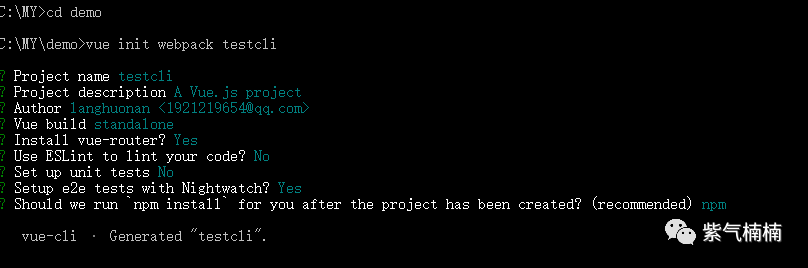 C:\MY>cd demo
C:\MY\demo>vue init webpack testcli
? Project name testcli
? Project description A Vue.js project
? Author langhuonan <1921219654@qq.com>
? Vue build standalone
? Install vue-router? Yes
? Use ESLint to lint your code? No
? Set up unit tests No
? Setup e2e tests with Nightwatch? Yes
? Should we run `npm install` for you after the project has been created? (recommended) npm
vue-cli · Generated "testcli".
紫气楠楠